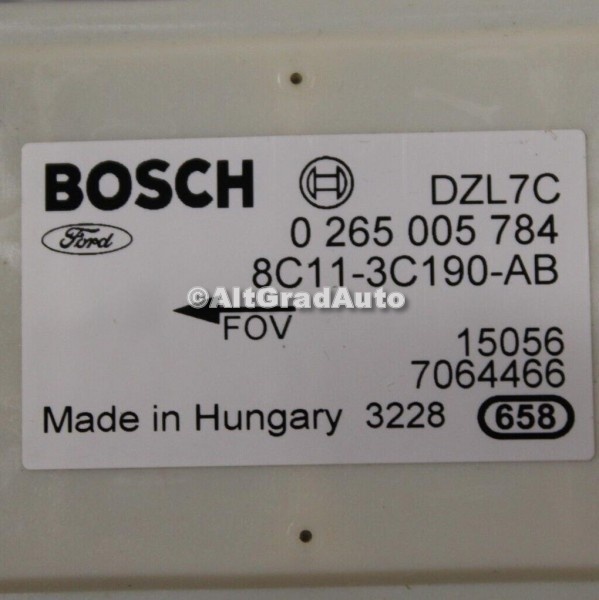 BOSCH DZL7C
Ford 0 265 005 784
8C11-3C190-AB
©AltGradAuto
FOV 15056
7064466
Made in Hungary 3228 658